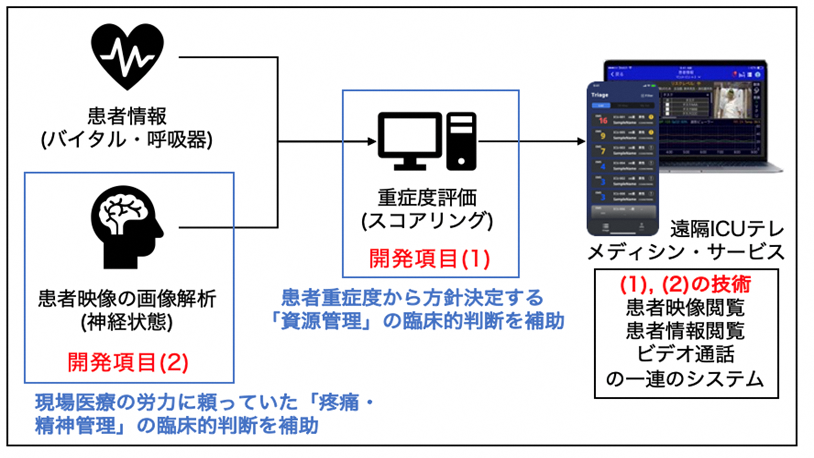 患者情報
(バイタル・呼吸器)
患者映像の画像解析
(神経状態)
開発項目(2)
現場医療の労力に頼っていた「疼痛・
精神管理」の臨床的判断を補助
重症度評価
(スコアリング)
開発項目(1)
患者重症度から方針決定する
「資源管理」の臨床的判断を補助
Triage
16
9
7
遠隔ICUテレ
メディシン・サービス
(1), (2)の技術
患者映像閲覧
患者情報閲覧
ビデオ通話
の一連のシステム